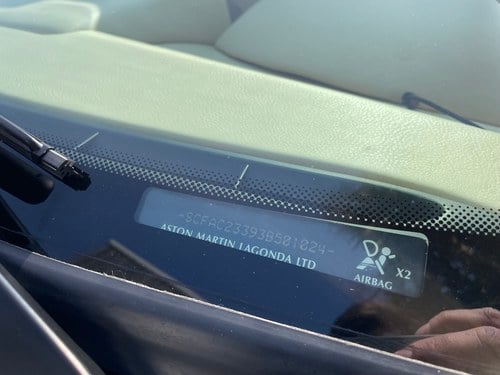 -SCFAC23393B501024-
ASTON MARTIN LAGONDA LTD
AIRBAG
X2